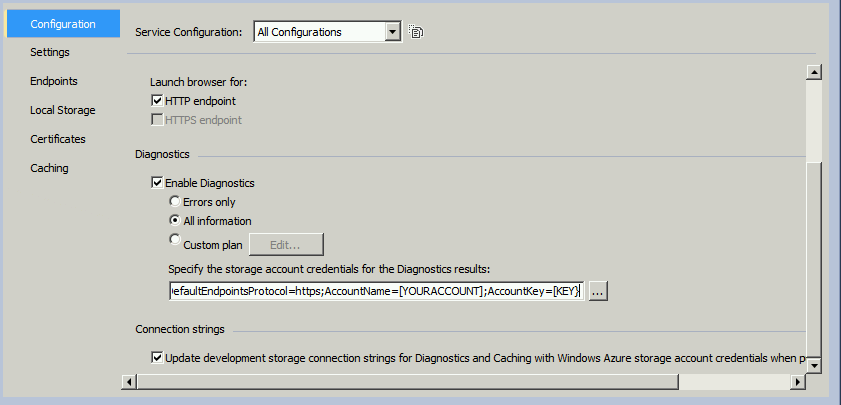 Configuration
Settings
Endpoints
Local Storage
Certificates
Caching
Service Configuration: All Configurations
Launch browser for:
HTTP endpoint
HTTPS endpoint
Diagnostics
Enable Diagnostics
Errors only
All information
Custom plan Edit...
Specify the storage account credentials for the Diagnostics results:
DefaultEndpointsProtocol=https;AccountName=[YOURACCOUNT];AccountKey=[KEY} ...
Connection strings
Update development storage connection strings for Diagnostics and Caching with Windows Azure storage account credentials when p